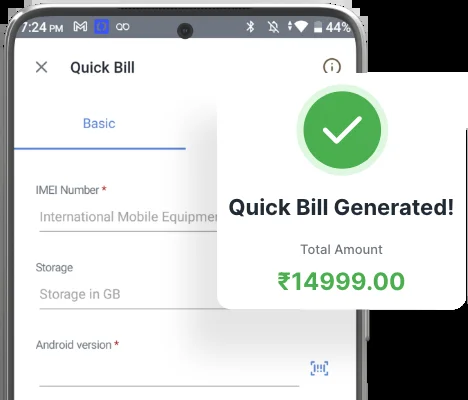 7:24 PM
44%
Quick Bill
Basic
IMEI Number *
International Mobile
Storage
Storage in GB
Android version *
Quick Bill Generated!
Total Amount
₹14999.00